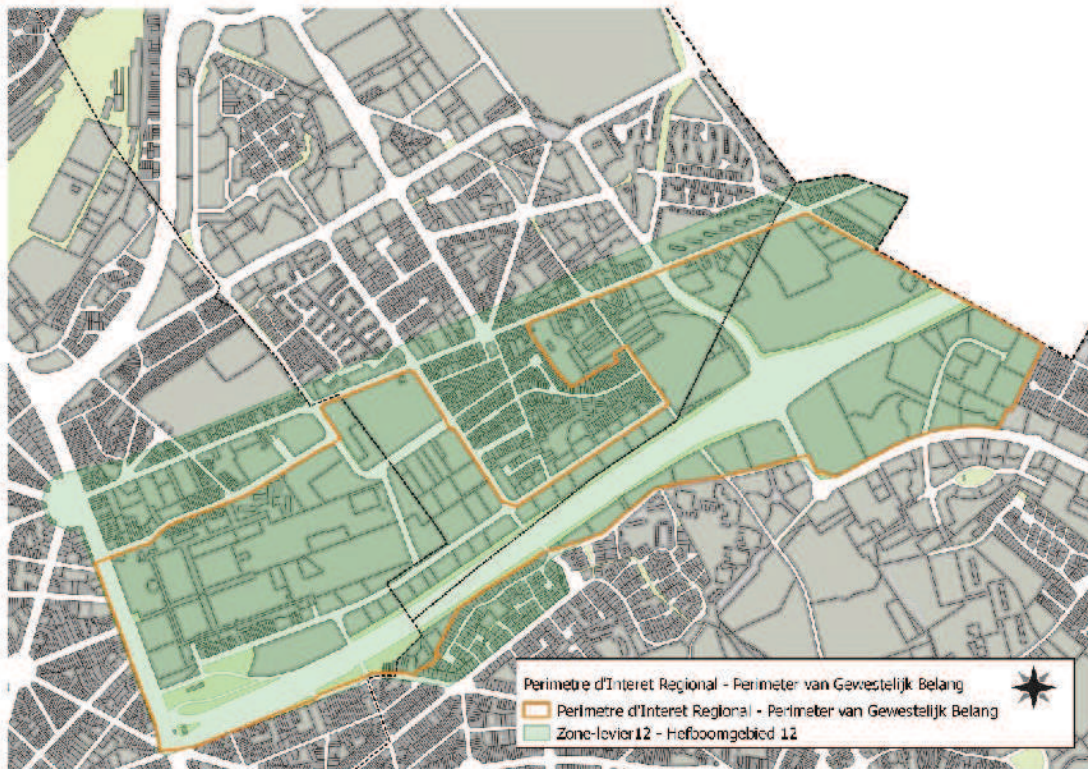 Perimetre d'Interet Regional - Perimeter van Gewestelijk Belang
Perimetre d'Interet Regional - Perimeter van Gewestelijk Belang
Zone-levier12 - Hefboomgebied 12